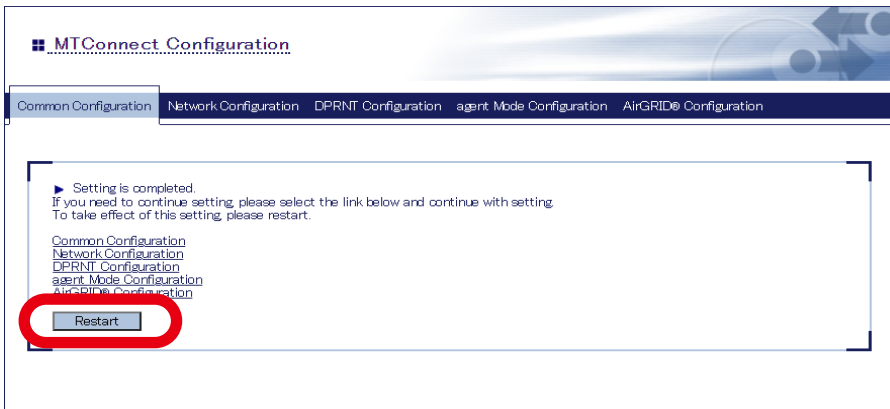 MTConnect Configuration
Common Configuration Network Configuration DPRNT Configuration agent Mode Configuration AirGRID® Configuration
Setting is completed.
If you need to continue setting, please select the link below and continue with setting.
To take effect of this setting, please restart.
Common Configuration
Network Configuration
DPRNT Configuration
agent Mode Configuration
AirGRID® Configuration
Restart